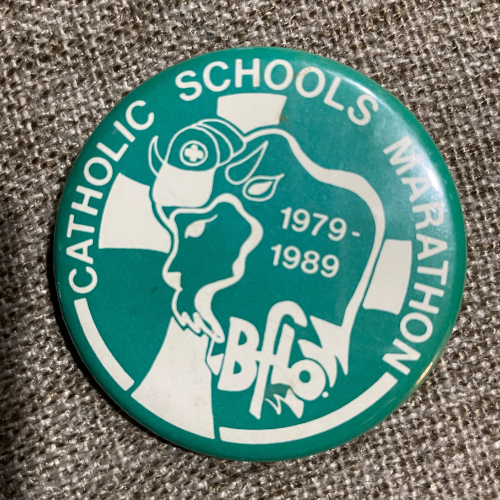 CATHOLIC SCHOOLS MARATHON
1979-
1989
Bflo.